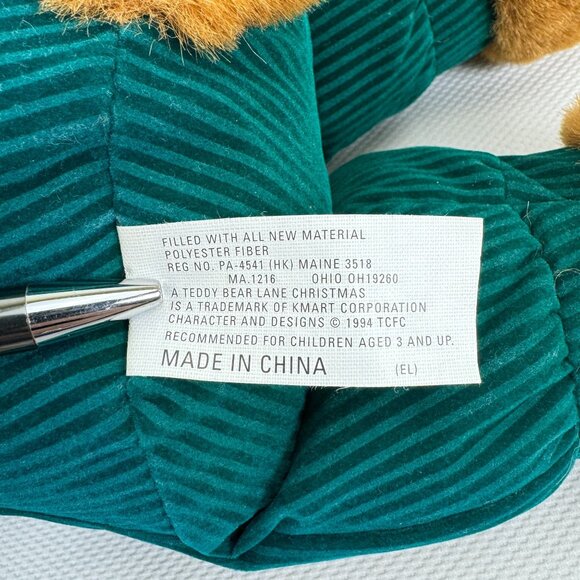 FILLED WITH ALL NEW MATERIAL
POLYESTER FIBER
REG NO. PA-4541 (HK) MAINE 3518
MA.1216 OHIO OH19260
A TEDDY BEAR LANE CHRISTMAS
IS A TRADEMARK OF KMART CORPORATION
CHARACTER AND DESIGNS © 1994 TCFC
RECOMMENDED FOR CHILDREN AGED 3 AND UP.
MADE IN CHINA (EL)